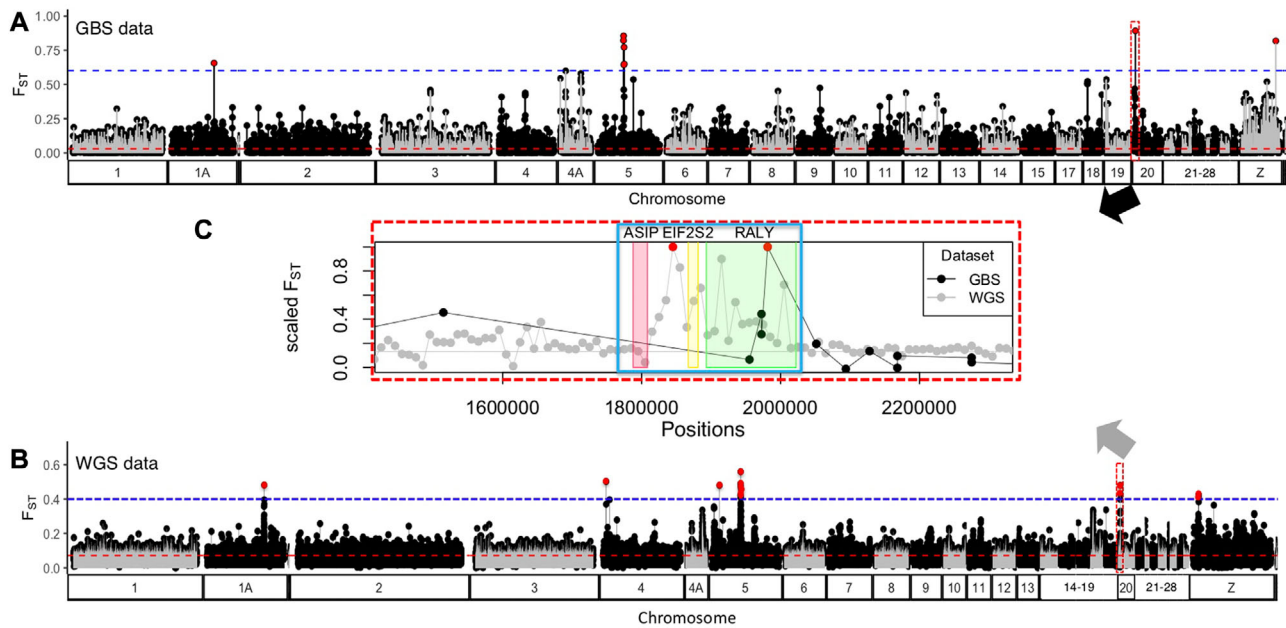 A
GBS data
1.00
0.75
0.50
0.25
0.00
FST
1 1A 2 3 4 4A 5 6 7 8 9 10 11 12 13 14 15 17 18 19 20 21-28 Z
Chromosome
C
ASIP EIF2S2 RALY
scaled FST
0.8
0.4
0.0
Dataset
GBS
WGS
1600000 1800000 2000000 2200000
Positions
B
WGS data
0.6
0.4
0.2
0.0
FST
1 1A 2 3 4 4A 5 6 7 8 9 10 11 12 13 14-19 20 21-28 Z
Chromosome